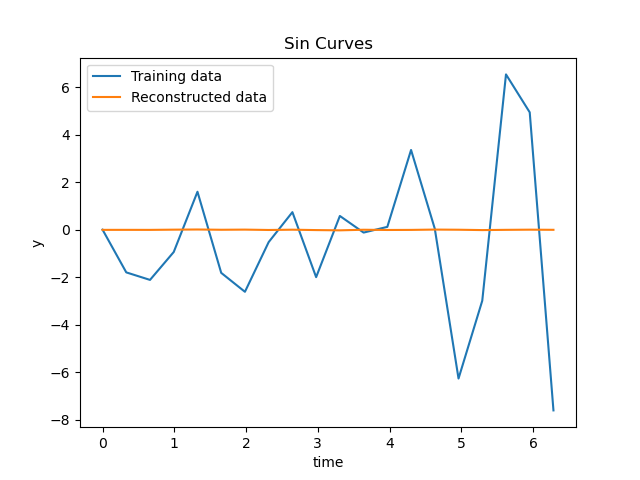 Sin Curves
Training data
Reconstructed data
6
4
2
0
−2
−4
−6
−8
y
0 1 2 3 4 5 6
time